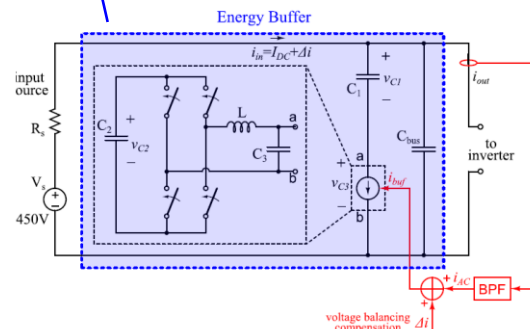 Energy Buffer
i_in=I_DC+Δi
input
source
R_s
V_s
450V
C_2
+
v_C2
−
L
a
C_3
b
C_1
+
v_C1
−
a
+
v_C3
−
b
i_buf
C_bus
i_out
to
inverter
+
+
i_AC
BPF
voltage balancing
compensation
Δi